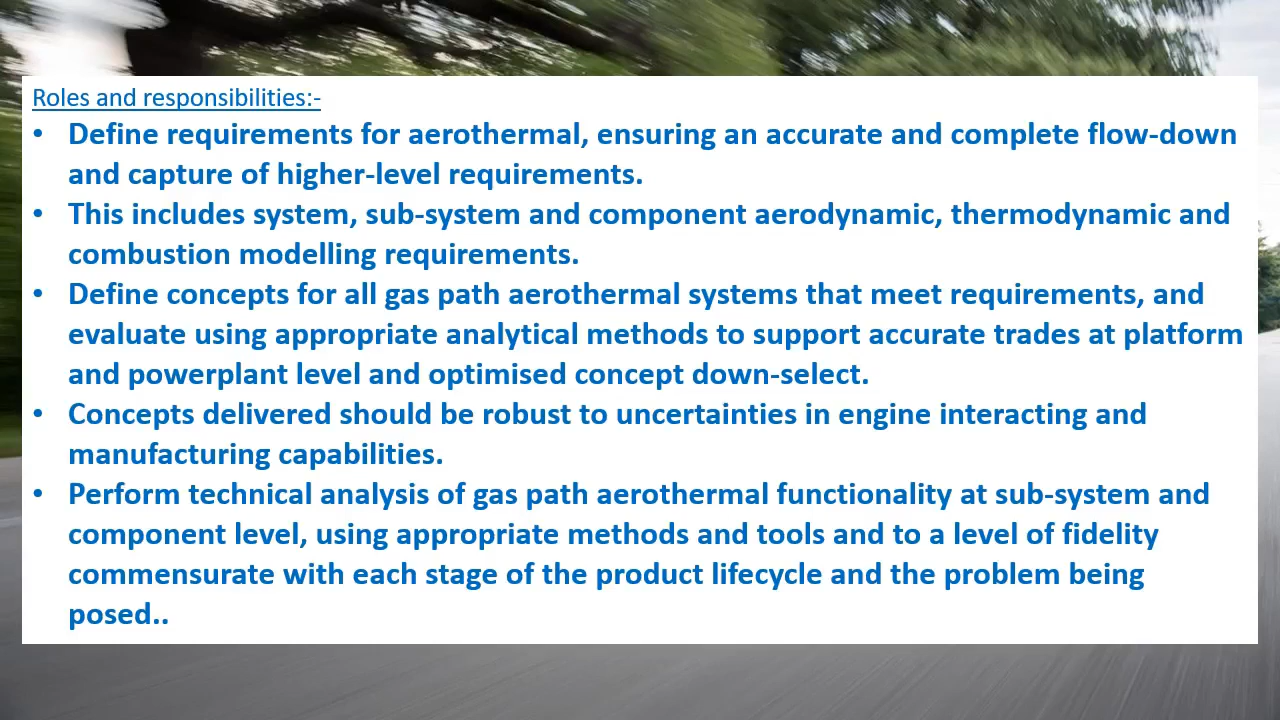 Roles and responsibilities:-
• Define requirements for aerothermal, ensuring an accurate and complete flow-down
and capture of higher-level requirements.
• This includes system, sub-system and component aerodynamic, thermodynamic and
combustion modelling requirements.
• Define concepts for all gas path aerothermal systems that meet requirements, and
evaluate using appropriate analytical methods to support accurate trades at platform
and powerplant level and optimised concept down-select.
• Concepts delivered should be robust to uncertainties in engine interacting and
manufacturing capabilities.
• Perform technical analysis of gas path aerothermal functionality at sub-system and
component level, using appropriate methods and tools and to a level of fidelity
commensurate with each stage of the product lifecycle and the problem being
posed..